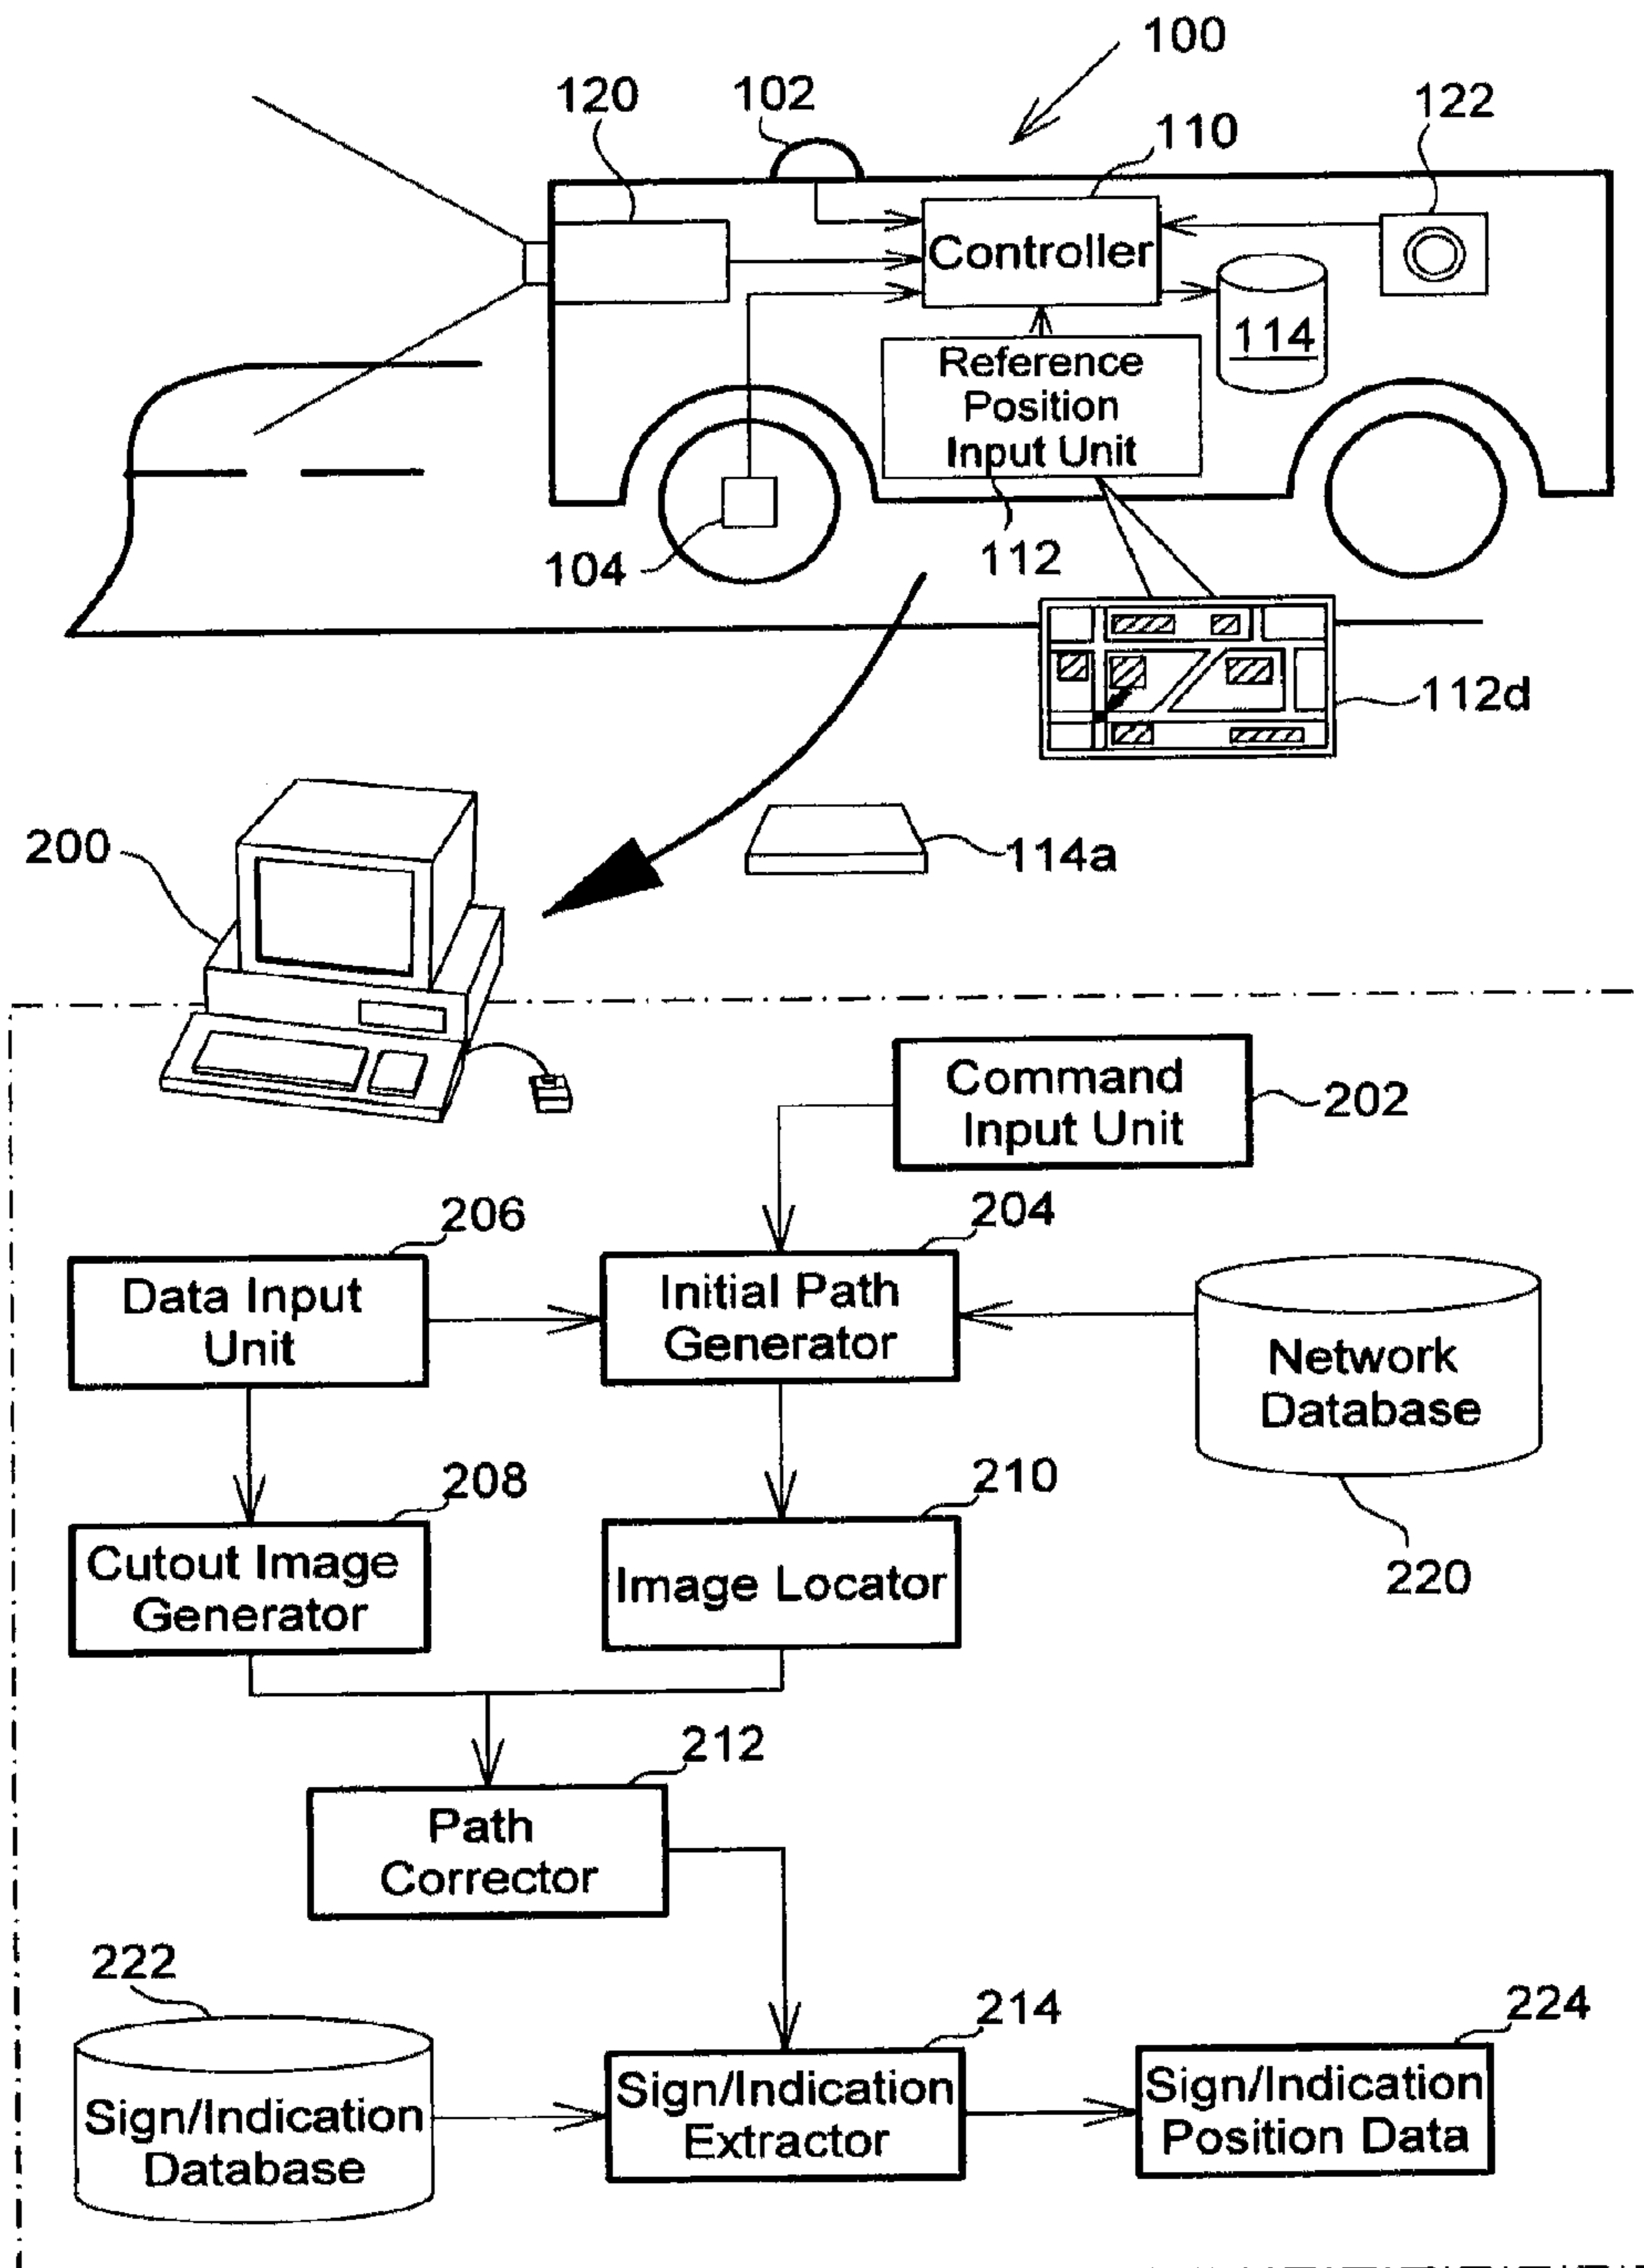 100
120
102
110
122
Controller
114
Reference
Position
Input Unit
104
112
112d
200
114a
Command
Input Unit
202
206
204
Data Input
Unit
Initial Path
Generator
Network
Database
208
210
220
Cutout Image
Generator
Image Locator
212
Path
Corrector
222
214
224
Sign/Indication
Database
Sign/Indication
Extractor
Sign/Indication
Position Data